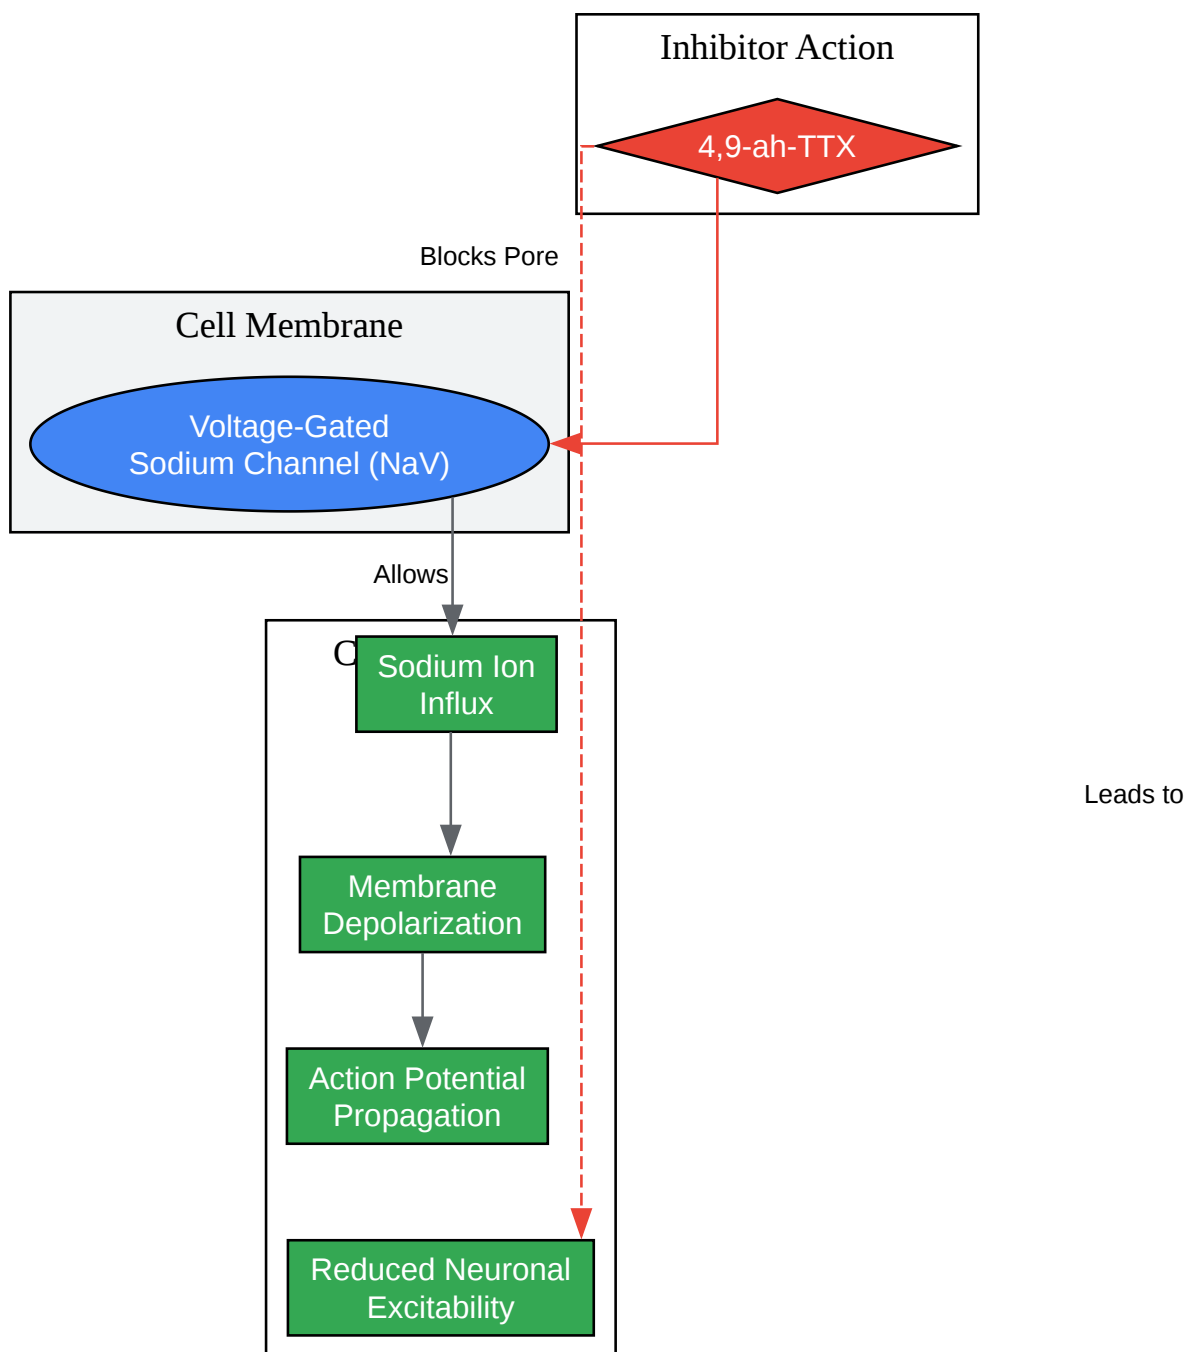 Inhibitor Action
4,9-ah-TTX
Blocks Pore
Cell Membrane
Voltage-Gated
Sodium Channel (NaV)
Allows
Sodium Ion
Influx
Leads to
Membrane
Depolarization
Action Potential
Propagation
Reduced Neuronal
Excitability